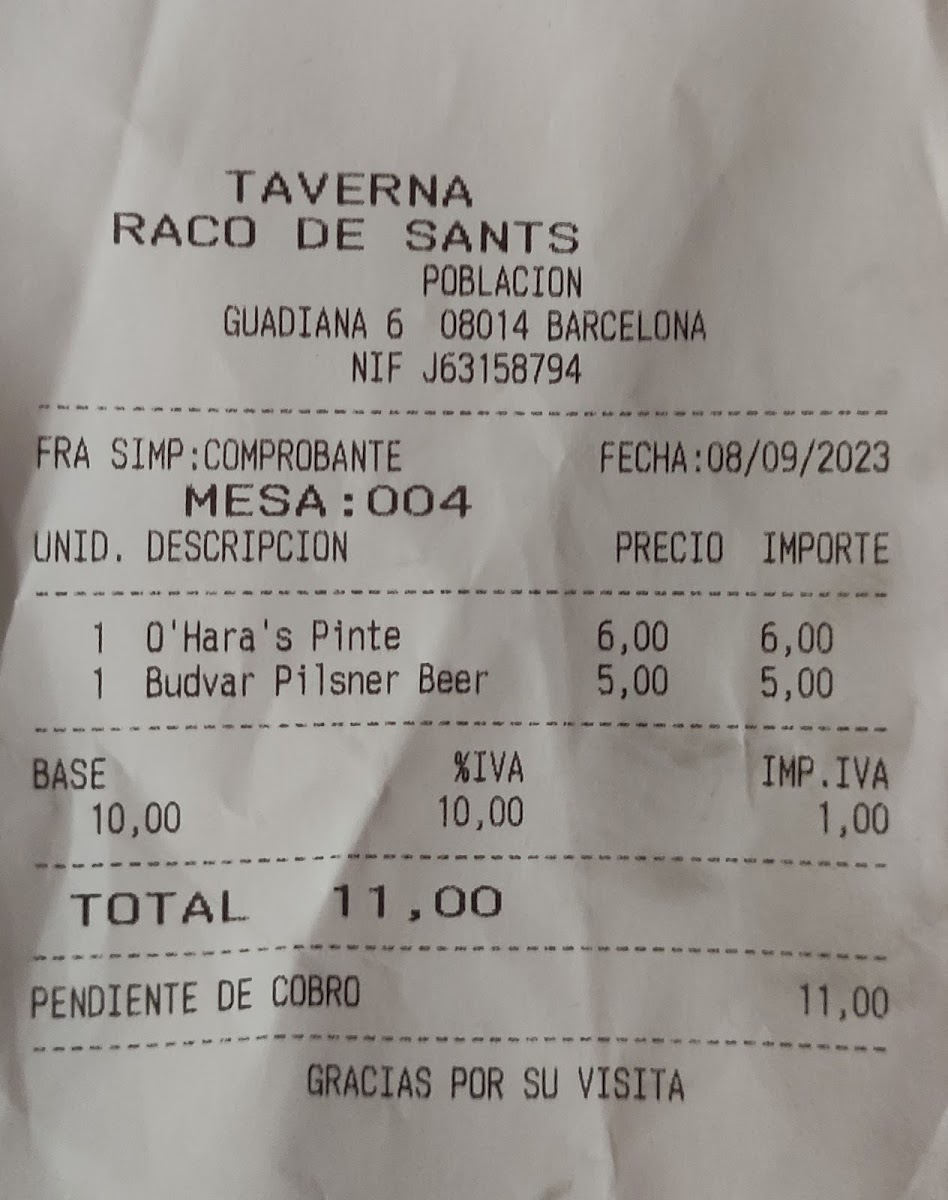 TAVERNA
RACO DE SANTS
POBLACION
GUADIANA 6 08014 BARCELONA
NIF J63158794
FRA SIMP:COMPROBANTE FECHA:08/09/2023
MESA:004
UNID. DESCRIPCION PRECIO IMPORTE
1 O'Hara's Pinte 6,00 6,00
1 Budvar Pilsner Beer 5,00 5,00
BASE %IVA IMP.IVA
10,00 10,00 1,00
TOTAL 11,00
PENDIENTE DE COBRO 11,00
GRACIAS POR SU VISITA